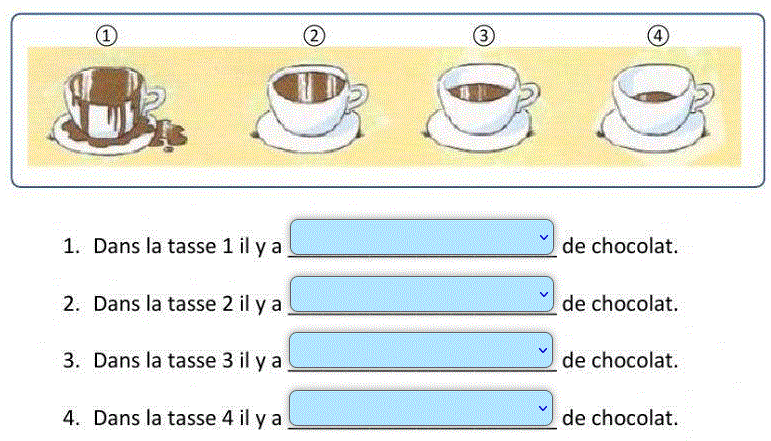 ① ② ③ ④
1. Dans la tasse 1 il y a de chocolat.
2. Dans la tasse 2 il y a de chocolat.
3. Dans la tasse 3 il y a de chocolat.
4. Dans la tasse 4 il y a de chocolat.